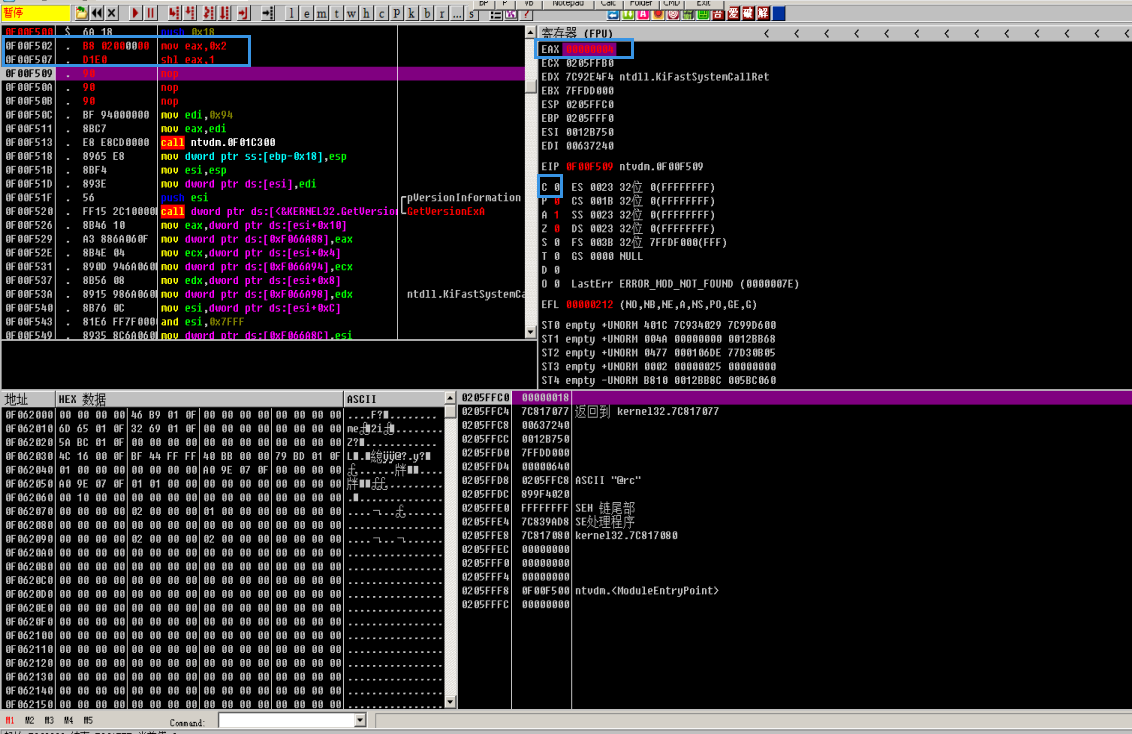 BP P VB Notepad Calc Folder CMD Exit
暂停
l e m t w h c P k b r ... s
0F00F500 $ 6A 18 push 0x18
0F00F502 . B8 02000000 mov eax,0x2
0F00F507 . D1E0 shl eax,1
0F00F509 . 90 nop
0F00F50A . 90 nop
0F00F50B . 90 nop
0F00F50C . BF 94000000 mov edi,0x94
0F00F511 . 8BC7 mov eax,edi
0F00F513 . E8 E8CD0000 call ntvdm.0F01C300
0F00F518 . 8965 E8 mov dword ptr ss:[ebp-0x18],esp
0F00F51B . 8BF4 mov esi,esp
0F00F51D . 893E mov dword ptr ds:[esi],edi
0F00F51F . 56 push esi pVersionInformation
0F00F520 . FF15 2C10000 call dword ptr ds:[<&KERNEL32.GetVersion GetVersionExA
0F00F526 . 8B46 10 mov eax,dword ptr ds:[esi+0x10]
0F00F529 . A3 886A060F mov dword ptr ds:[0xF066A88],eax
0F00F52E . 8B4E 04 mov ecx,dword ptr ds:[esi+0x4]
0F00F531 . 890D 946A060 mov dword ptr ds:[0xF066A94],ecx
0F00F537 . 8B56 08 mov edx,dword ptr ds:[esi+0x8]
0F00F53A . 8915 986A060 mov dword ptr ds:[0xF066A98],edx ntdll.KiFastSystemCa
0F00F540 . 8B76 0C mov esi,dword ptr ds:[esi+0xC]
0F00F543 . 81E6 FF7F000 and esi,0x7FFF
0F00F549 . 8935 8C6A060 mov dword ptr ds:[0xF066A8C],esi
寄存器 (FPU) < < < < < < < < < < < <
EAX 00000004
ECX 0205FFB0
EDX 7C92E4F4 ntdll.KiFastSystemCallRet
EBX 7FFDD000
ESP 0205FFC0
EBP 0205FFF0
ESI 0012B750
EDI 00637240
EIP 0F00F509 ntvdm.0F00F509
C 0 ES 0023 32位 0(FFFFFFFF)
P 0 CS 001B 32位 0(FFFFFFFF)
A 1 SS 0023 32位 0(FFFFFFFF)
Z 0 DS 0023 32位 0(FFFFFFFF)
S 0 FS 003B 32位 7FFDF000(FFF)
T 0 GS 0000 NULL
D 0
O 0 LastErr ERROR_MOD_NOT_FOUND (0000007E)
EFL 00000212 (NO,NB,NE,A,NS,PO,GE,G)
ST0 empty +UNORM 401C 7C934029 7C99D600
ST1 empty +UNORM 004A 00000000 0012BB68
ST2 empty +UNORM 0477 000106DE 77D30B05
ST3 empty +UNORM 0002 00000025 00000000
ST4 empty -UNORM B810 0012BB8C 005BC060
地址 HEX 数据 ASCII
0F062000 00 00 00 00 46 B9 01 0F 00 00 00 00 00 00 00 00
0F062010 6D 65 01 0F 32 69 01 0F 00 00 00 00 00 00 00 00
0F062020 5A BC 01 0F 00 00 00 00 00 00 00 00 00 00 00 00
0F062030 4C 16 00 0F BF 44 FF FF 40 BB 00 00 79 BD 01 0F
0F062040 01 00 00 00 00 00 00 00 A0 9E 07 0F 00 00 00 00
0F062050 A0 9E 07 0F 01 01 00 00 00 00 00 00 00 00 00 00
0F062060 00 10 00 00 00 00 00 00 00 00 00 00 00 00 00 00
0F062070 00 00 00 00 02 00 00 00 01 00 00 00 00 00 00 00
0F062080 00 00 00 00 00 00 00 00 00 00 00 00 00 00 00 00
0F062090 00 00 00 00 02 00 00 00 02 00 00 00 00 00 00 00
0F0620A0 00 00 00 00 00 00 00 00 00 00 00 00 00 00 00 00
0F0620B0 00 00 00 00 00 00 00 00 00 00 00 00 00 00 00 00
0F0620C0 00 00 00 00 00 00 00 00 00 00 00 00 00 00 00 00
0F0620D0 00 00 00 00 00 00 00 00 00 00 00 00 00 00 00 00
0F0620E0 00 00 00 00 00 00 00 00 00 00 00 00 00 00 00 00
0F0620F0 00 00 00 00 00 00 00 00 00 00 00 00 00 00 00 00
0F062100 00 00 00 00 00 00 00 00 00 00 00 00 00 00 00 00
0F062110 00 00 00 00 00 00 00 00 00 00 00 00 00 00 00 00
0F062120 00 00 00 00 00 00 00 00 00 00 00 00 00 00 00 00
0F062130 00 00 00 00 00 00 00 00 00 00 00 00 00 00 00 00
0F062140 00 00 00 00 00 00 00 00 00 00 00 00 00 00 00 00
0F062150 00 00 00 00 00 00 00 00 00 00 00 00 00 00 00 00
0205FFC0 00000018
0205FFC4 7C817077 返回到 kernel32.7C817077
0205FFC8 00637240
0205FFCC 0012B750
0205FFD0 7FFDD000
0205FFD4 00000640
0205FFD8 0205FFC8 ASCII "@rc"
0205FFDC 899F4020
0205FFE0 FFFFFFFF SEH 链尾部
0205FFE4 7C839AD8 SE处理程序
0205FFE8 7C817080 kernel32.7C817080
0205FFEC 00000000
0205FFF0 00000000
0205FFF4 00000000
0205FFF8 0F00F500 ntvdm.<ModuleEntryPoint>
0205FFFC 00000000
M1 M2 M3 M4 M5 Command: